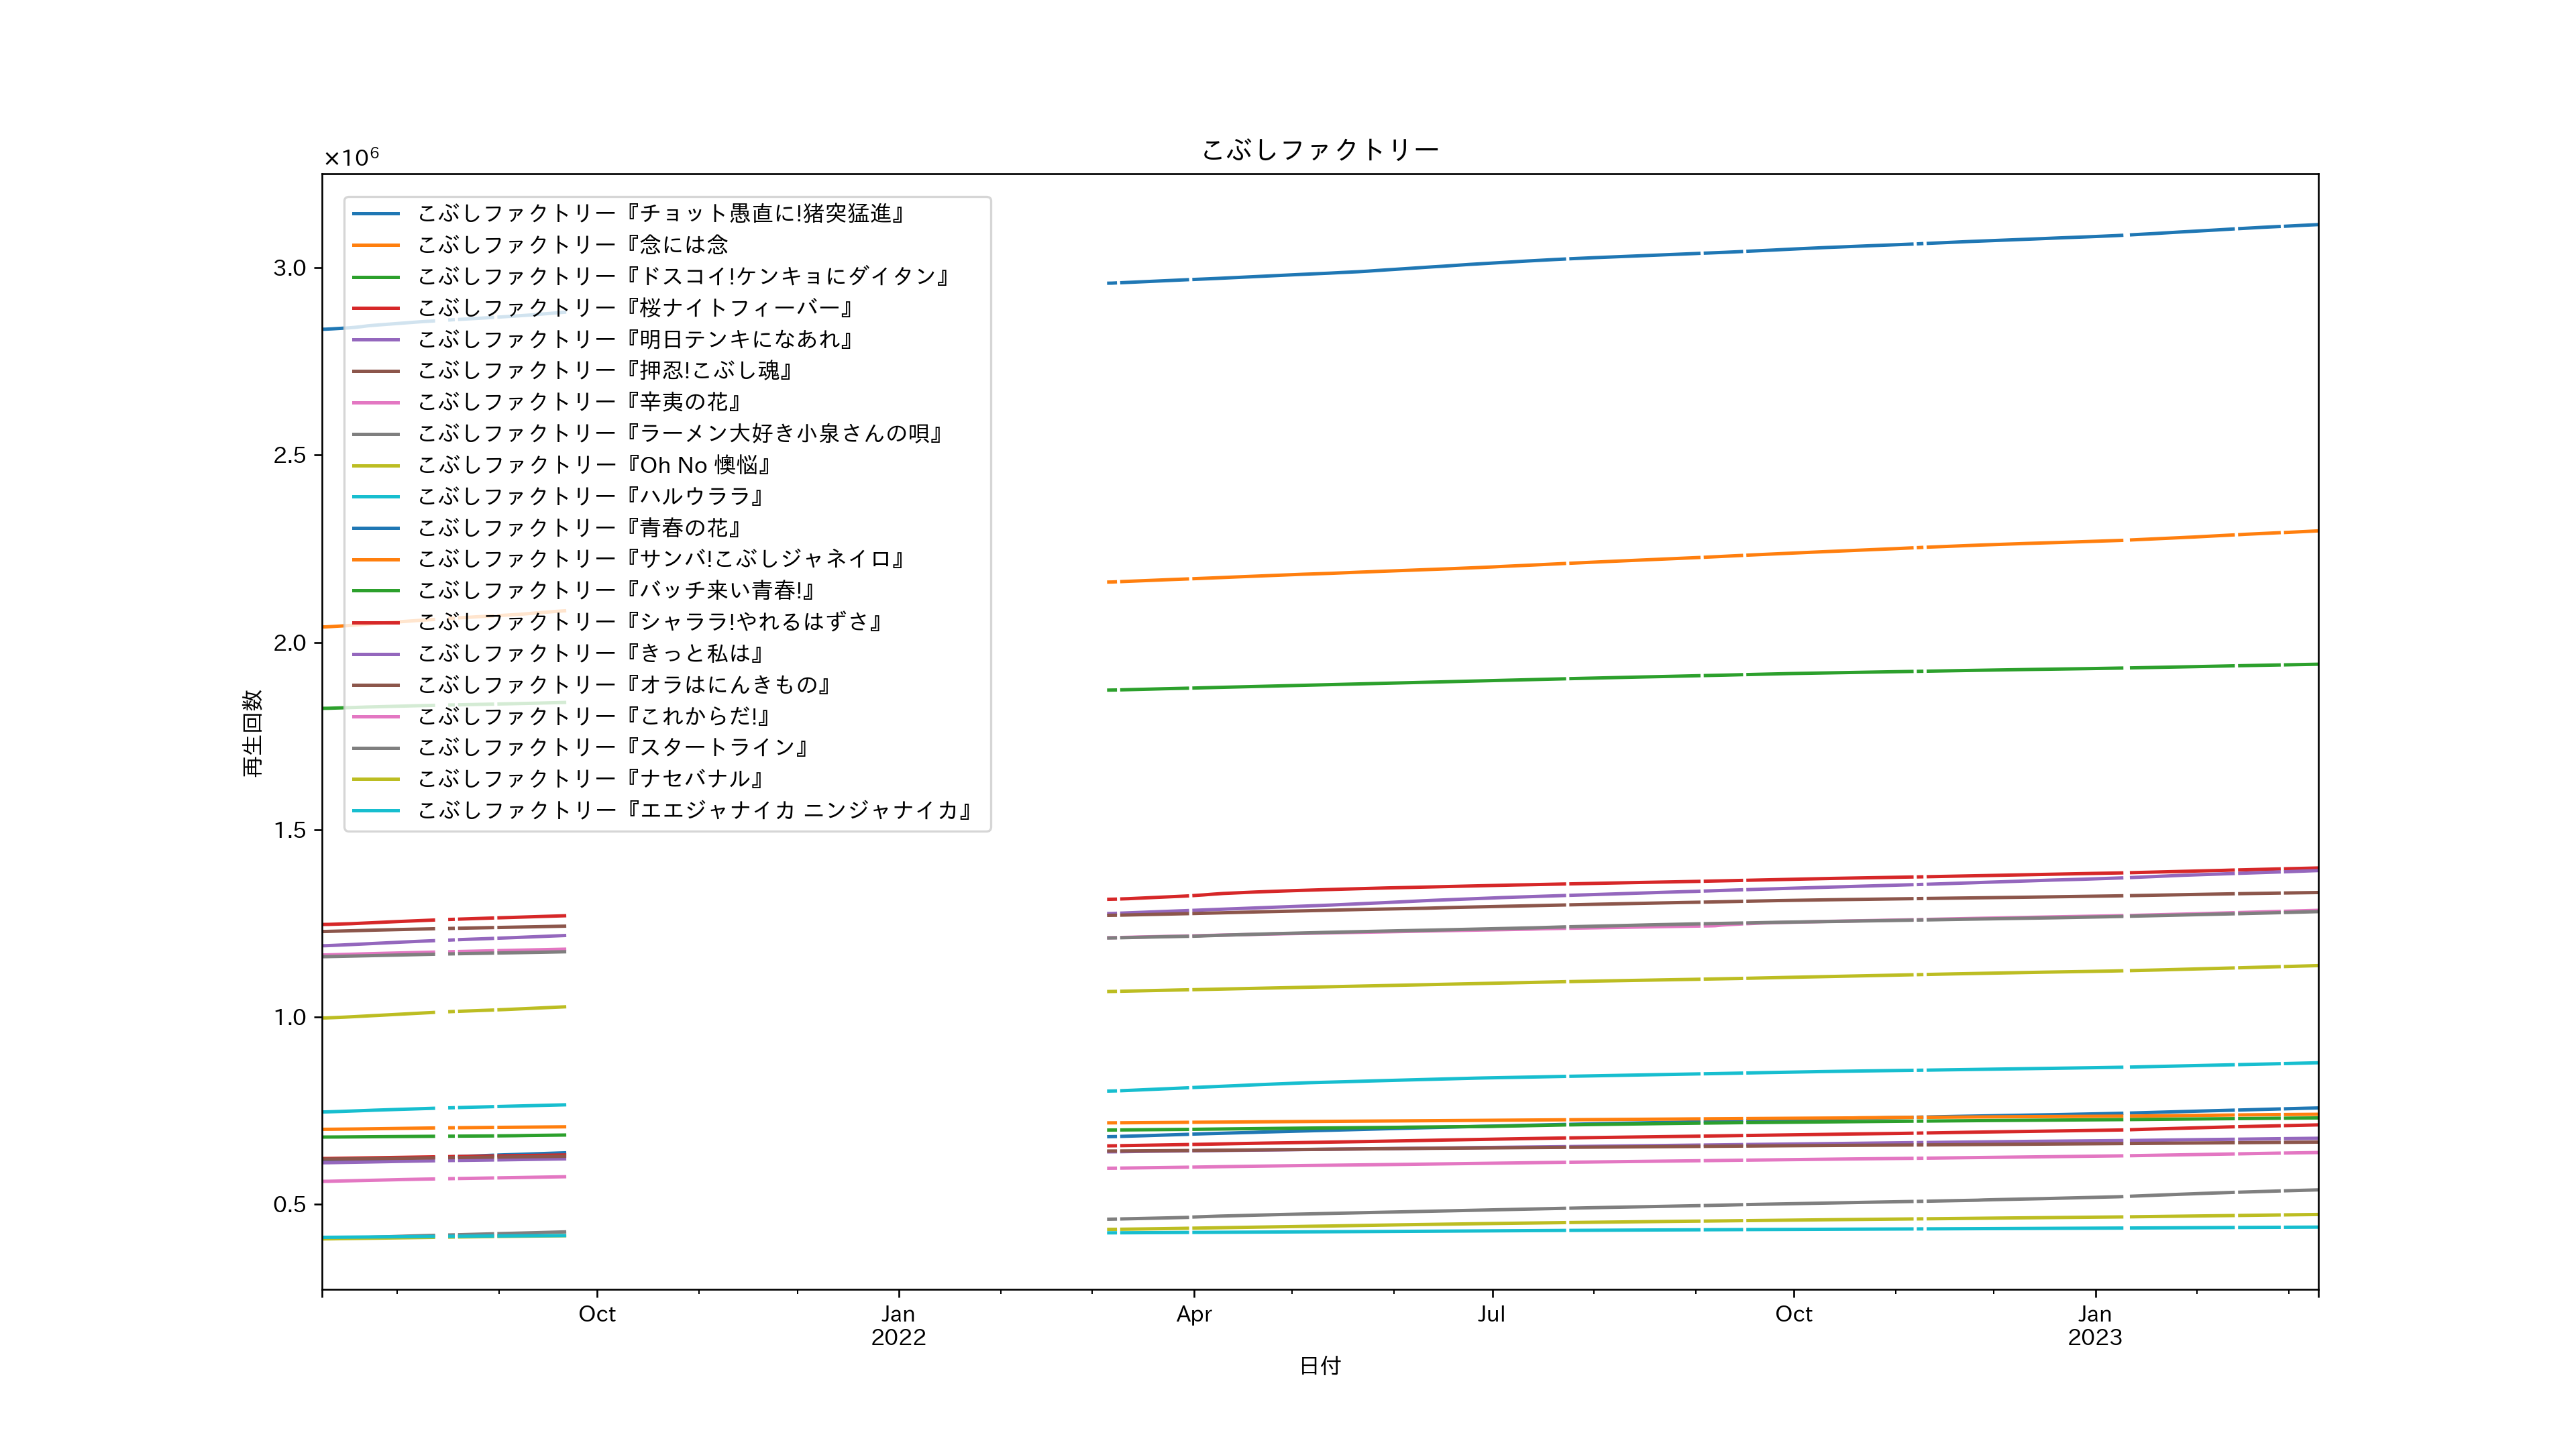 こぶしファクトリー
×10⁶
こぶしファクトリー『チョット愚直に!猪突猛進』
こぶしファクトリー『念には念
こぶしファクトリー『ドスコイ!ケンキョにダイタン』
こぶしファクトリー『桜ナイトフィーバー』
こぶしファクトリー『明日テンキになあれ』
こぶしファクトリー『押忍!こぶし魂』
こぶしファクトリー『辛夷の花』
こぶしファクトリー『ラーメン大好き小泉さんの唄』
こぶしファクトリー『Oh No 懊悩』
こぶしファクトリー『ハルウララ』
こぶしファクトリー『青春の花』
こぶしファクトリー『サンバ!こぶしジャネイロ』
こぶしファクトリー『バッチ来い青春!』
こぶしファクトリー『シャララ!やれるはずさ』
こぶしファクトリー『きっと私は』
こぶしファクトリー『オラはにんきもの』
こぶしファクトリー『これからだ!』
こぶしファクトリー『スタートライン』
こぶしファクトリー『ナセバナル』
こぶしファクトリー『エエジャナイカ ニンジャナイカ』
3.0
2.5
2.0
1.5
1.0
0.5
再生回数
Oct
Jan
2022
Apr
Jul
Oct
Jan
2023
日付